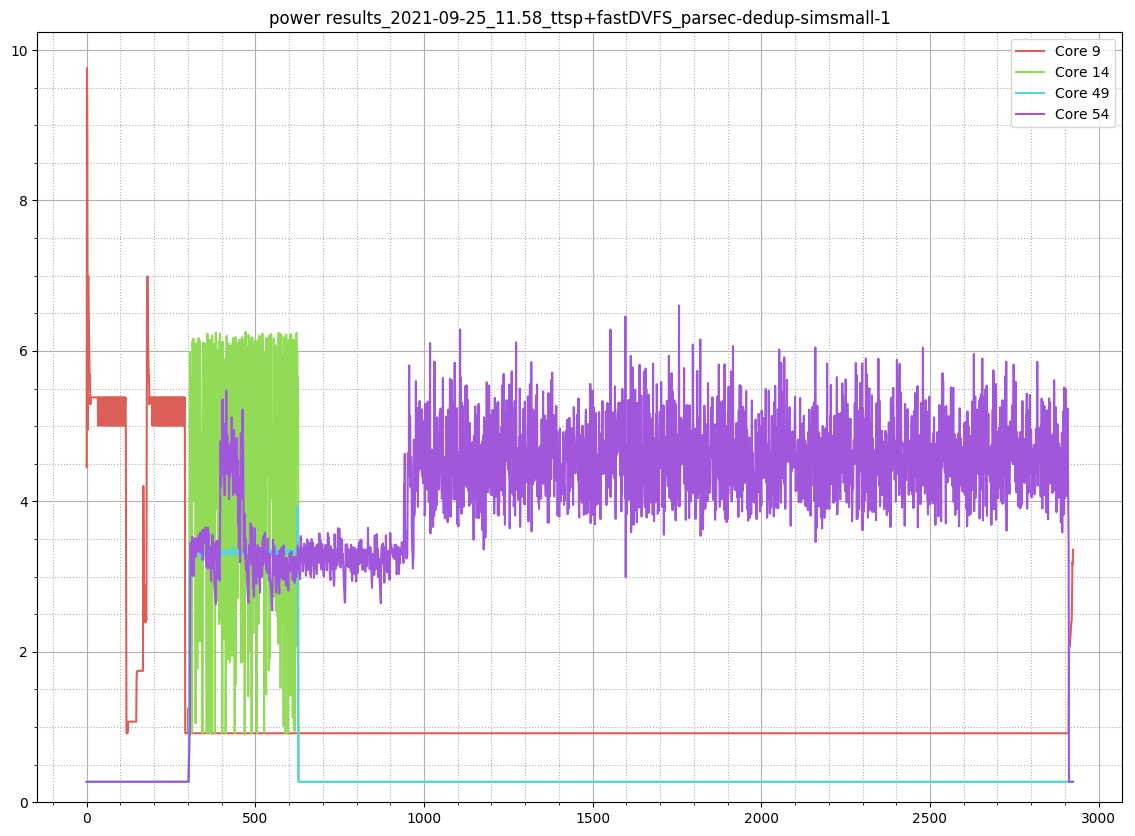 power results_2021-09-25_11.58_ttsp+fastDVFS_parsec-dedup-simsmall-1
10
8
6
4
2
0
Core 9
Core 14
Core 49
Core 54
0 500 1000 1500 2000 2500 3000